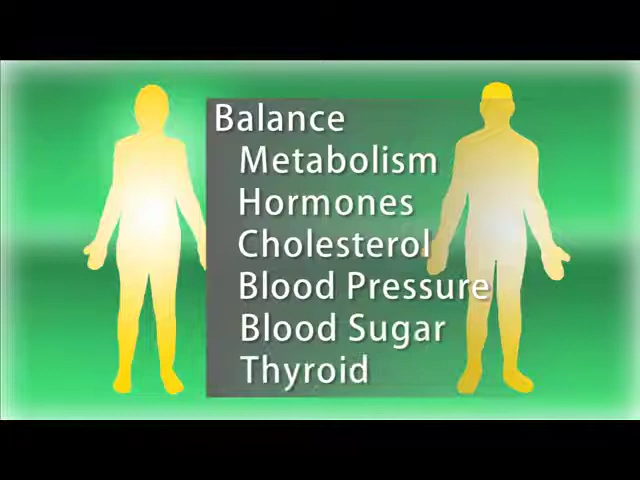 Balance
Metabolism
Hormones
Cholesterol
Blood Pressure
Blood Sugar
Thyroid